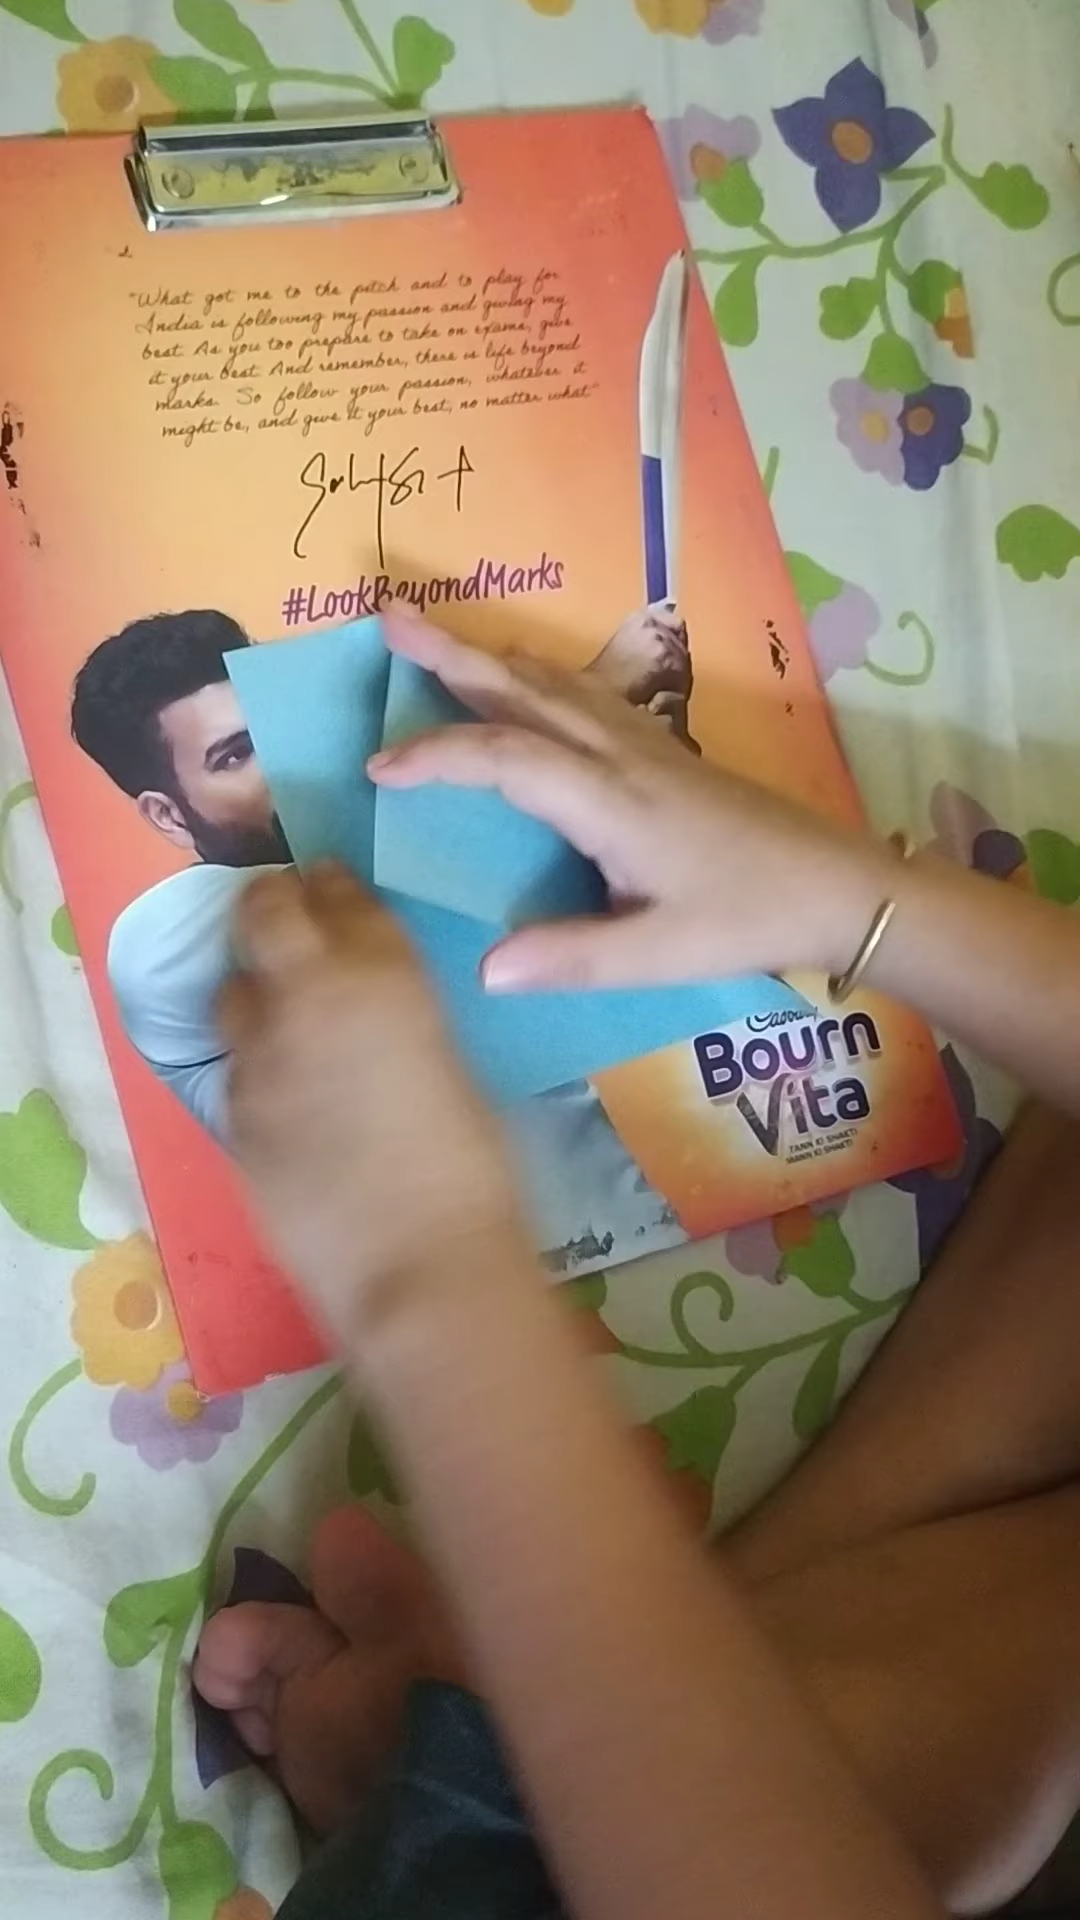 "What got me to the pitch and to play for
India is following my passion and giving my
best. As you too prepare to take on exams, give
it your best. And remember, there is life beyond
marks. So follow your passion, whatever it
might be, and give it your best, no matter what."
#LookBeyondMarks
Cadbury
Bourn
Vita
TANN KI SHAKTI
MANN KI SHAKTI